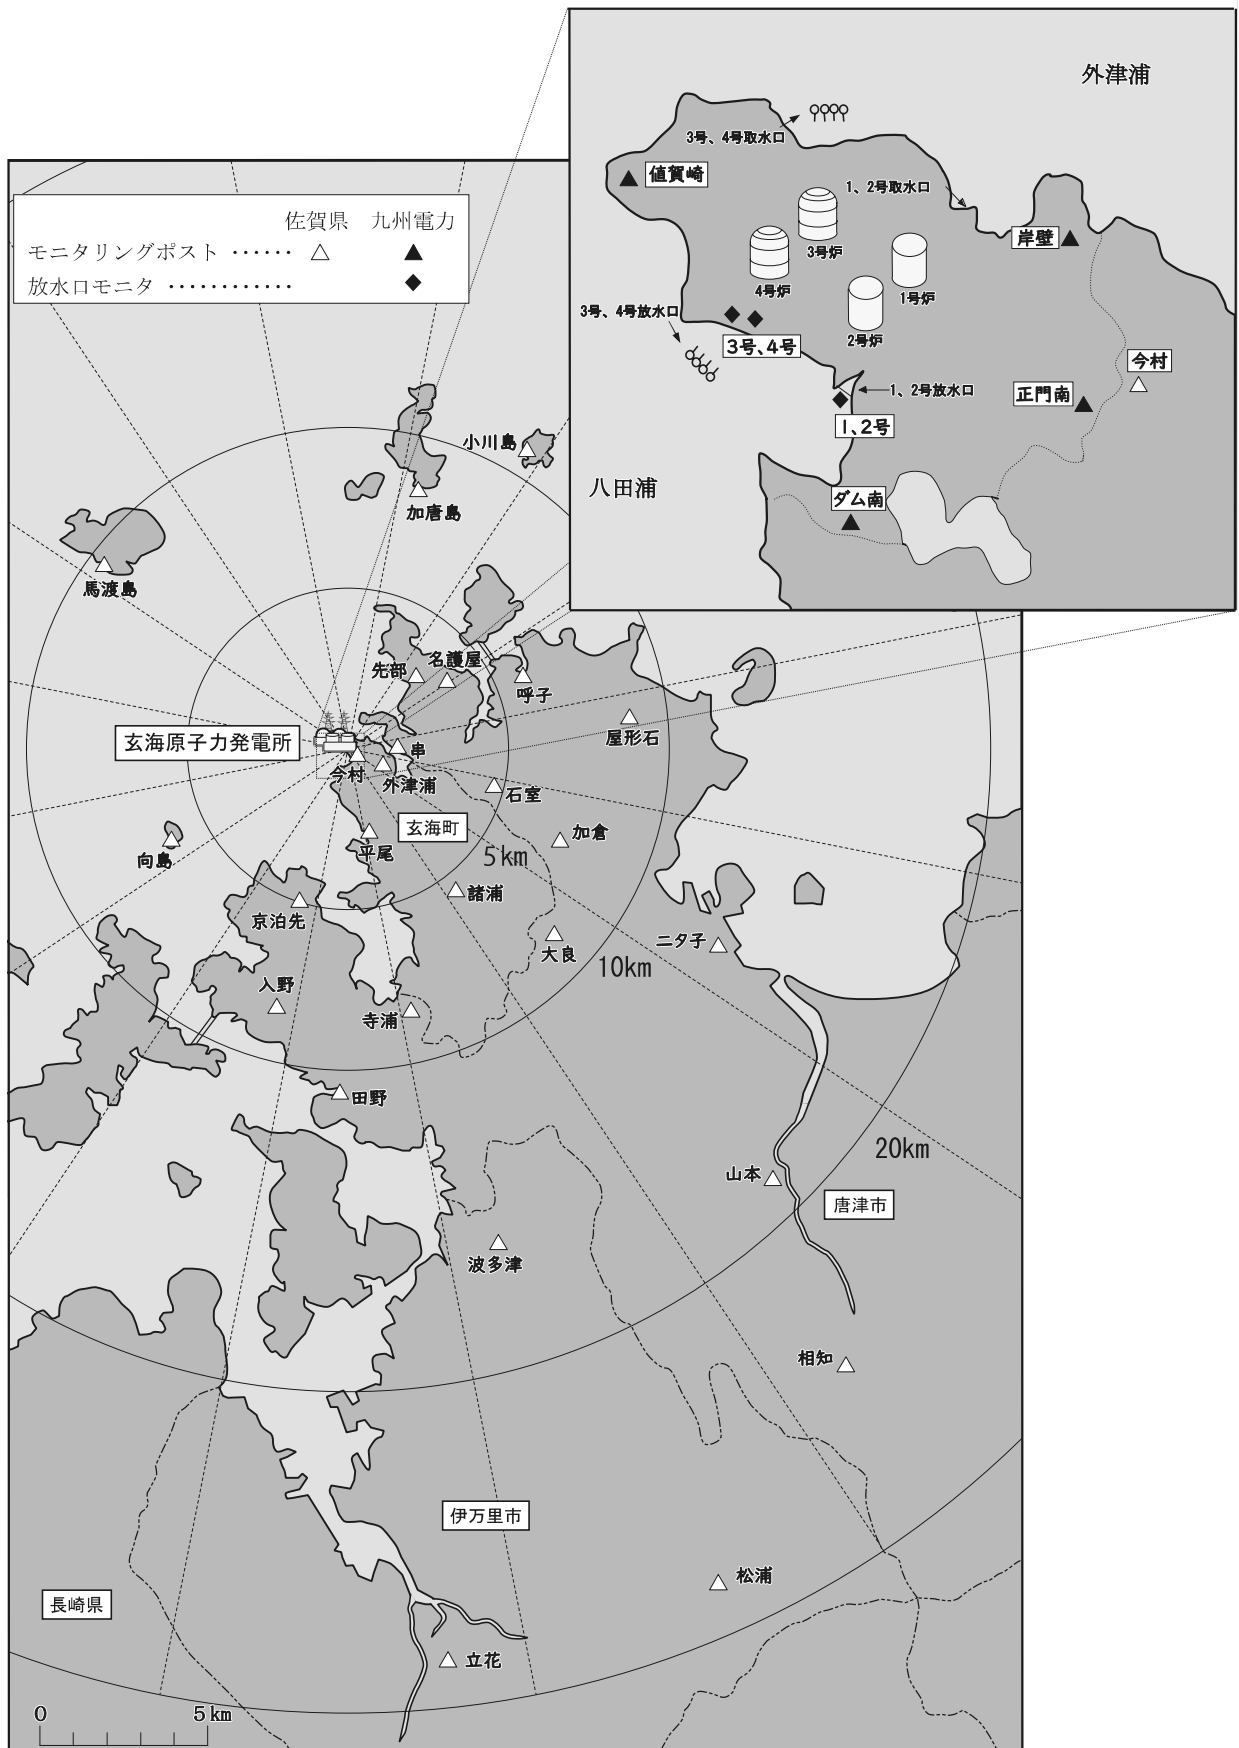 外津浦
3号、4号取水口
値賀崎
1、2号取水口
岸壁
3号炉
4号炉
1号炉
2号炉
3号、4号放水口
3号、4号
今村
1、2号放水口
正門南
1、2号
八田浦
ダム南
佐賀県 九州電力
モニタリングポスト ‥‥‥ △ ▲
放水口モニタ ‥‥‥‥‥‥ ◆
小川島
加唐島
馬渡島
名護屋
先部
呼子
屋形石
玄海原子力発電所
串
今村
外津浦
石室
玄海町
加倉
平尾
5km
向島
諸浦
京泊先
大良
二タ子
10km
入野
寺浦
田野
20km
山本
唐津市
波多津
相知
伊万里市
松浦
長崎県
立花
0 5km